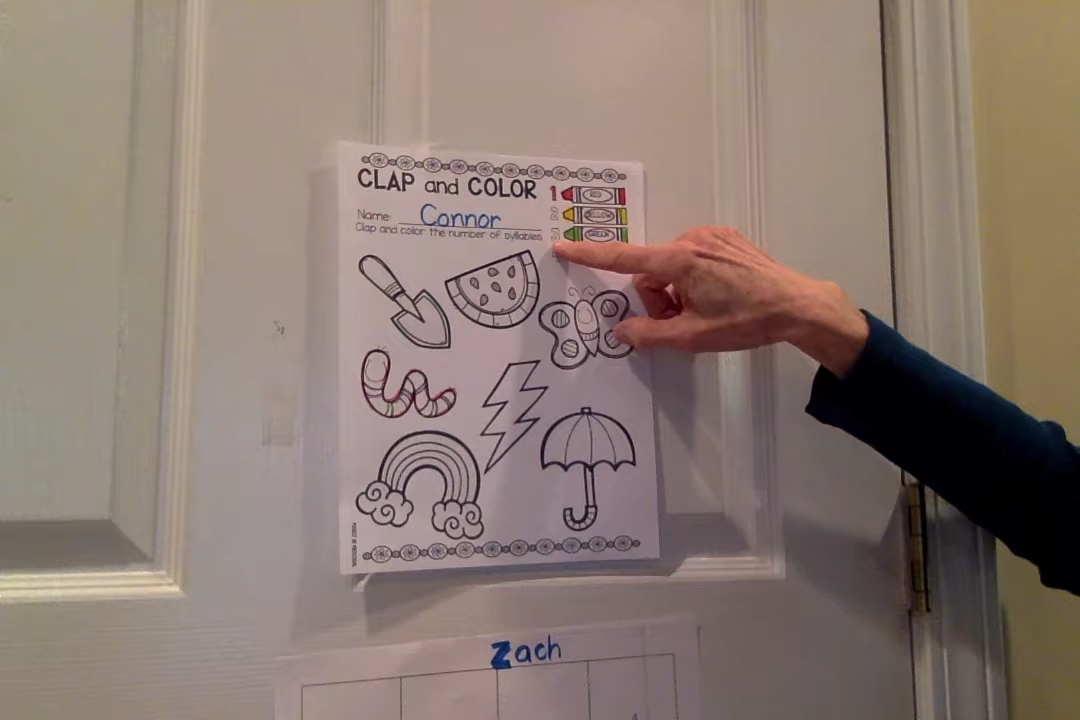 CLAP and COLOR
1 RED
2 YELLOW
3 GREEN
Name: Connor
Clap and color the number of syllables
Zach